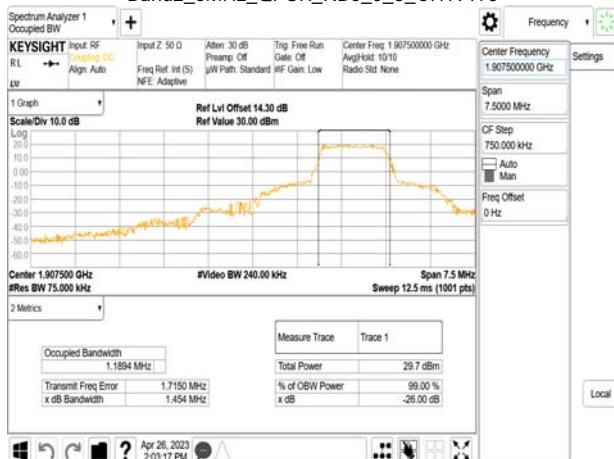 Spectrum Analyzer 1
Occupied BW
Frequency
KEYSIGHT
Input: RF
Coupling: DC
Align: Auto
Input Z: 50 Ω
Freq Ref: Int (S)
NFE: Adaptive
Atten: 30 dB
Preamp: Off
µW Path: Standard
Trig: Free Run
Gate: Off
#IF Gain: Low
Center Freq: 1.907500000 GHz
Avg|Hold: 10/10
Radio Std: None
RL
LVI
Center Frequency
1.907500000 GHz
Settings
Span
7.5000 MHz
CF Step
750.000 kHz
Auto
Man
Freq Offset
0 Hz
1 Graph
Scale/Div 10.0 dB
Ref Lvl Offset 14.30 dB
Ref Value 30.00 dBm
Log
20.0
10.0
0.00
-10.0
-20.0
-30.0
-40.0
-50.0
-60.0
Center 1.907500 GHz
#Video BW 240.00 kHz
Span 7.5 MHz
#Res BW 75.000 kHz
Sweep 12.5 ms (1001 pts)
2 Metrics
Measure Trace
Trace 1
Occupied Bandwidth
1.1894 MHz
Total Power
29.7 dBm
Transmit Freq Error
1.7150 MHz
% of OBW Power
99.00 %
x dB Bandwidth
1.454 MHz
x dB
-26.00 dB
Local
?
Apr 26, 2023
2:03:17 PM